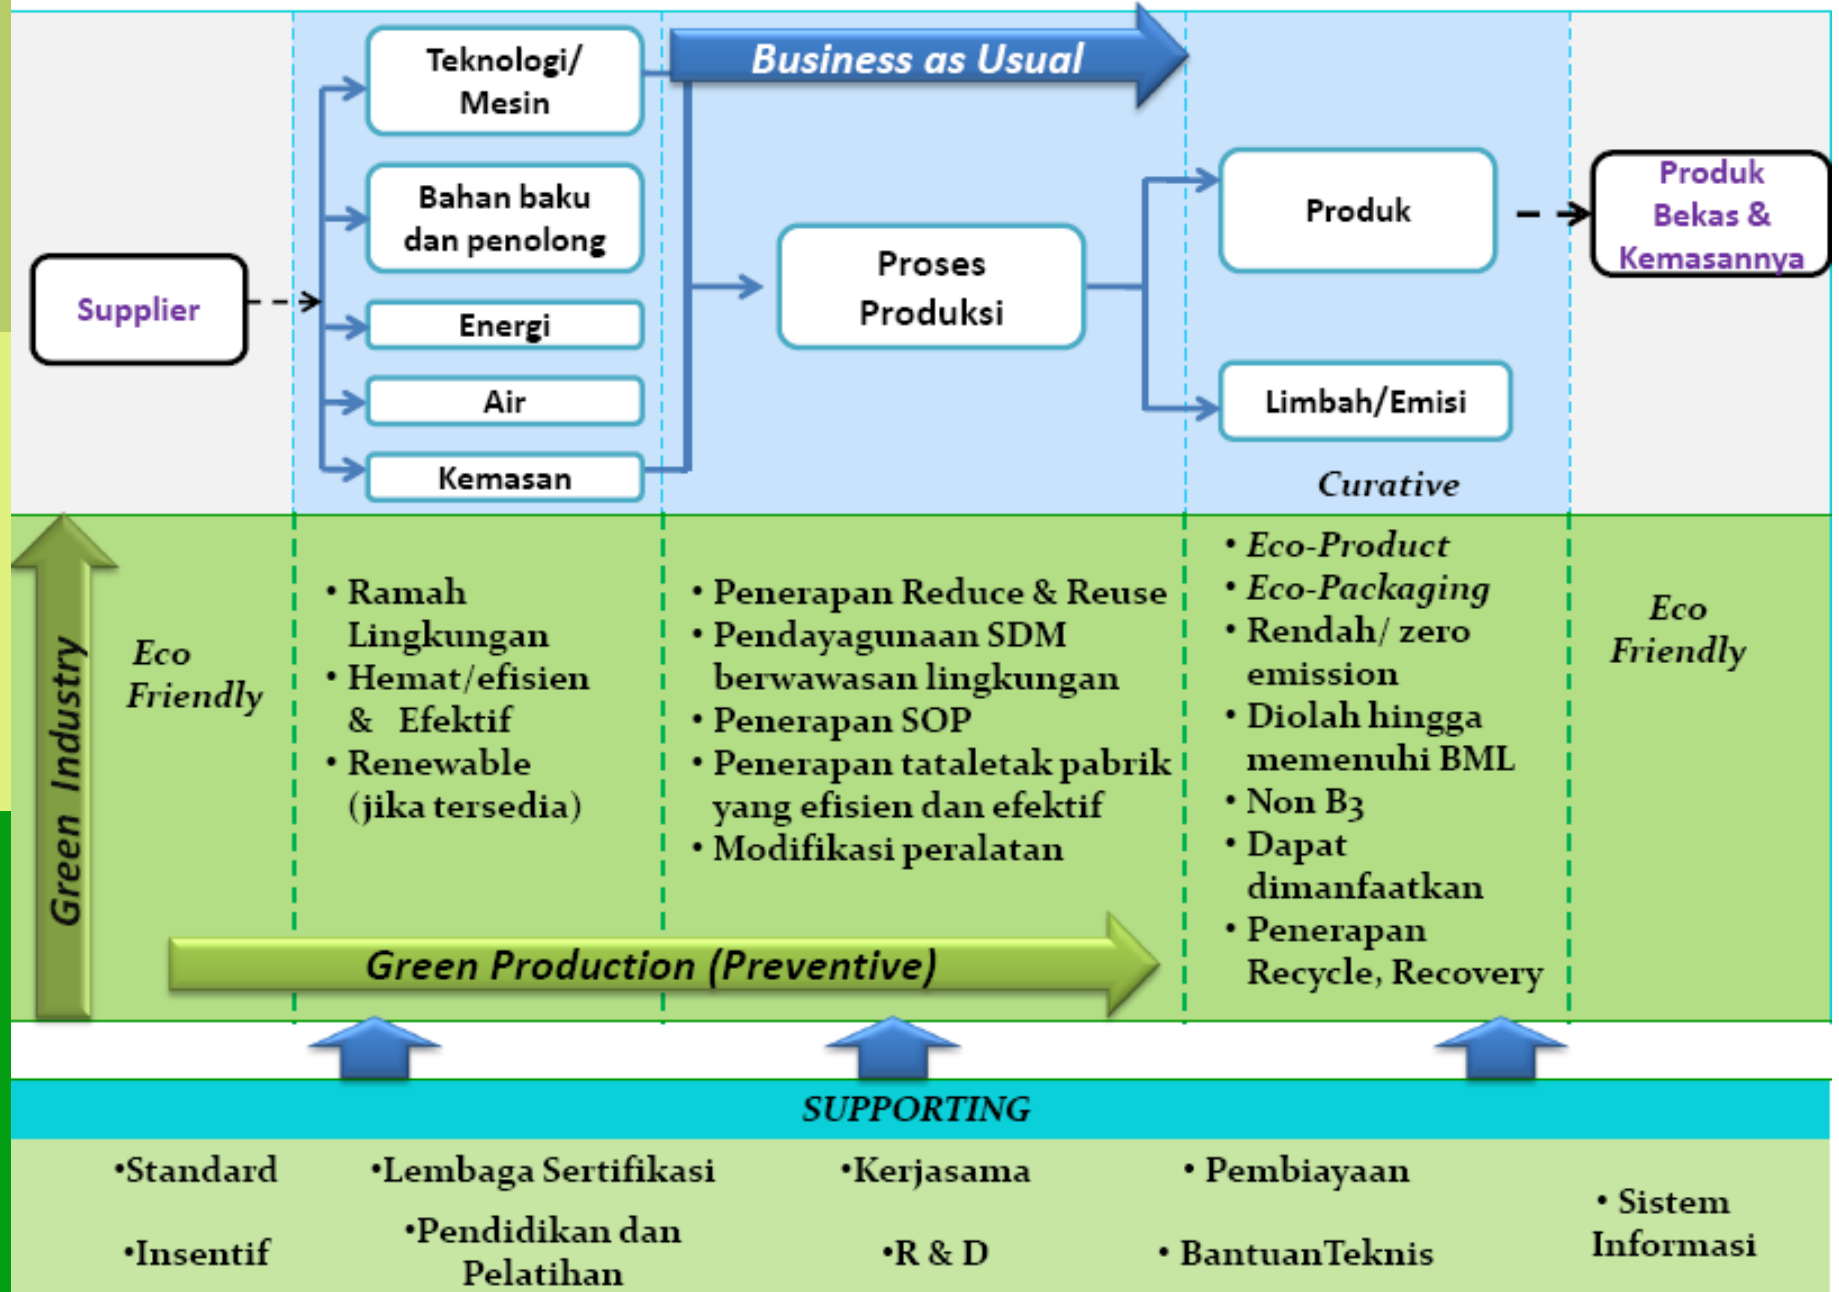 Teknologi/
Mesin
Business as Usual
Bahan baku
dan penolong
Produk
Produk
Bekas &
Kemasannya
Supplier
Energi
Proses
Produksi
Air
Limbah/Emisi
Kemasan
Curative
Green Industry
Eco
Friendly
• Ramah
Lingkungan
• Hemat/efisien
& Efektif
• Renewable
(jika tersedia)
• Penerapan Reduce & Reuse
• Pendayagunaan SDM
berwawasan lingkungan
• Penerapan SOP
• Penerapan tataletak pabrik
yang efisien dan efektif
• Modifikasi peralatan
• Eco-Product
• Eco-Packaging
• Rendah/ zero
emission
• Diolah hingga
memenuhi BML
• Non B3
• Dapat
dimanfaatkan
• Penerapan
Recycle, Recovery
Eco
Friendly
Green Production (Preventive)
SUPPORTING
•Standard
•Lembaga Sertifikasi
•Kerjasama
• Pembiayaan
• Sistem
Informasi
•Insentif
•Pendidikan dan
Pelatihan
•R & D
• BantuanTeknis